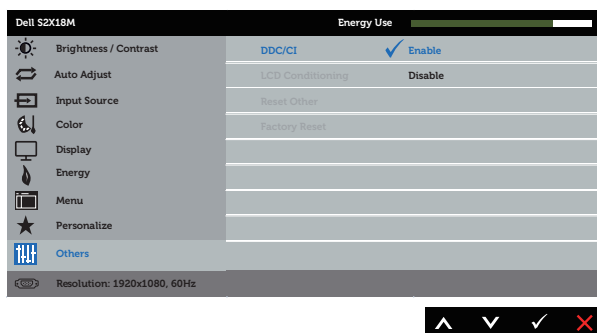 Dell S2X18M Energy Use
Brightness / Contrast DDC/CI Enable
Auto Adjust LCD Conditioning Disable
Input Source Reset Other
Color Factory Reset
Display
Energy
Menu
Personalize
Others
Resolution: 1920x1080, 60Hz